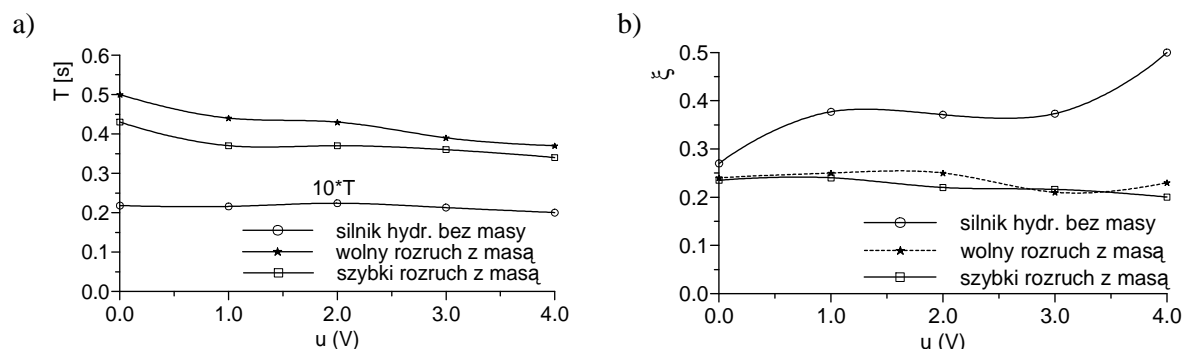 a)
T [s]
0.6
0.5
0.4
0.3
0.2
0.1
0.0
10*T
silnik hydr. bez masy
wolny rozruch z masą
szybki rozruch z masą
0.0 1.0 2.0 3.0 4.0
u (V)
b)
ξ
0.5
0.4
0.3
0.2
0.1
0.0
silnik hydr. bez masy
wolny rozruch z masą
szybki rozruch z masą
0.0 1.0 2.0 3.0 4.0
u (V)